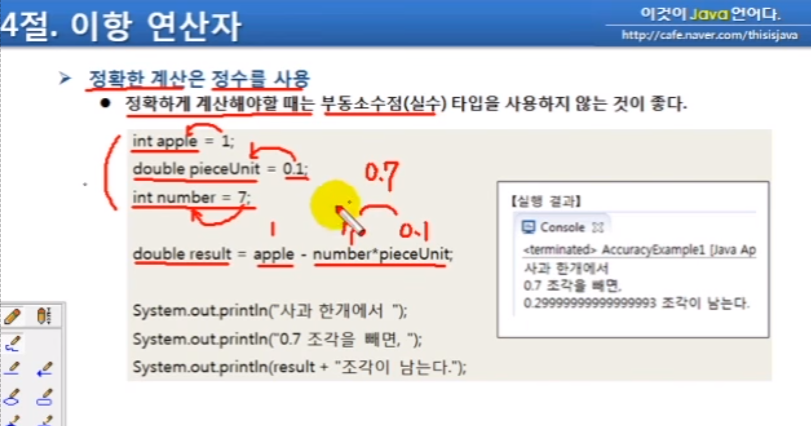 4절. 이항 연산자
이것이 Java 언어다.
http://cafe.naver.com/thisisjava
정확한 계산은 정수를 사용
정확하게 계산해야할 때는 부동소수점(실수) 타입을 사용하지 않는 것이 좋다.
int apple = 1;
double pieceUnit = 0.1;
int number = 7;
0.7
1
0.1
double result = apple - number*pieceUnit;
System.out.println("사과 한개에서 ");
System.out.println("0.7 조각을 빼면, ");
System.out.println(result + "조각이 남는다.");
[실행 결과]
Console
<terminated> AccuracyExample1 [Java Ap
사과 한개에서
0.7 조각을 빼면,
0.29999999999999993 조각이 남는다.